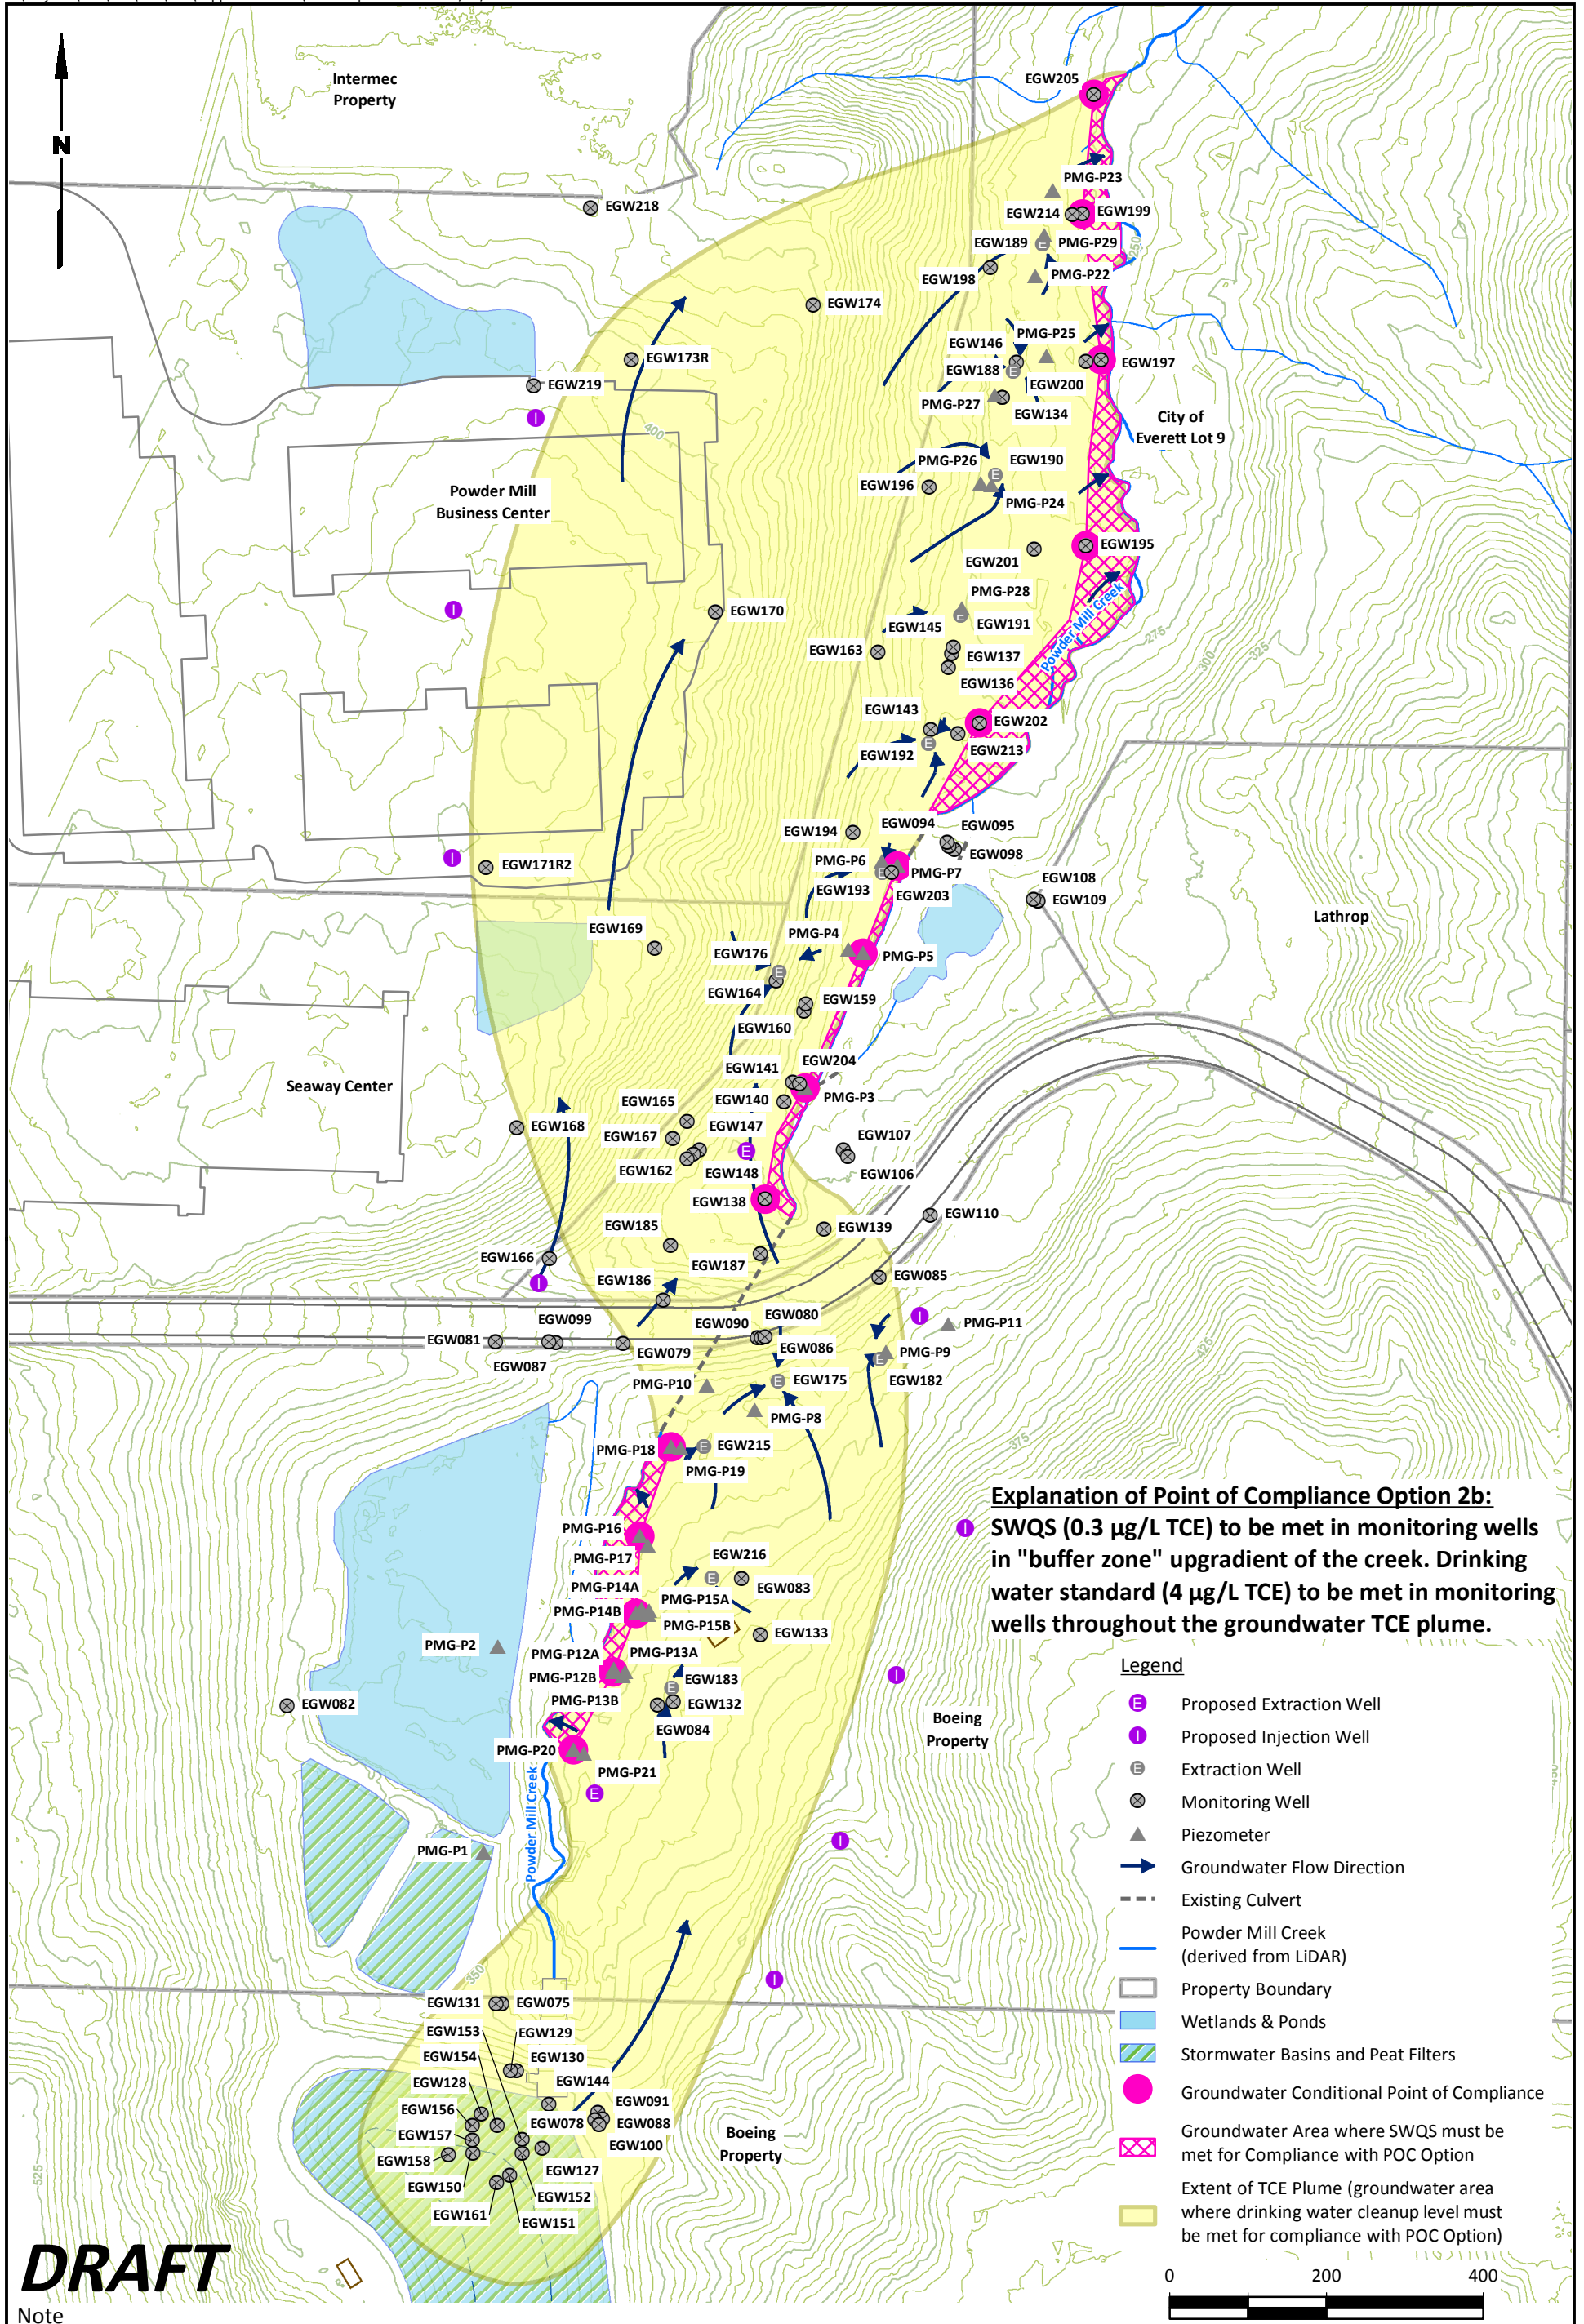 EGW205
Intermec
Property
N
PMG-P23
EGW218
EGW214
EGW199
EGW189
PMG-P29
250
EGW198
PMG-P22
EGW174
PMG-P25
EGW146
EGW173R
EGW197
EGW188
EGW200
EGW219
PMG-P27
EGW134
City of
Everett Lot 9
400
PMG-P26
EGW190
EGW196
Powder Mill
Business Center
PMG-P24
EGW195
EGW201
PMG-P28
EGW170
EGW191
EGW145
Powder Mill Creek
275
300
325
EGW163
EGW137
EGW136
EGW143
EGW202
EGW192
EGW213
EGW194
EGW094
EGW095
EGW098
PMG-P6
EGW171R2
PMG-P7
EGW193
EGW203
EGW108
EGW109
Lathrop
EGW169
PMG-P4
EGW176
PMG-P5
EGW164
EGW159
EGW160
EGW204
EGW141
Seaway Center
PMG-P3
EGW165
EGW140
EGW168
EGW147
EGW167
EGW107
EGW162
EGW148
EGW106
EGW138
EGW110
EGW185
EGW139
EGW166
EGW187
EGW186
EGW085
EGW099
EGW080
EGW090
PMG-P11
EGW081
EGW079
EGW086
EGW087
PMG-P9
EGW175
EGW182
PMG-P10
425
PMG-P8
375
PMG-P18
EGW215
PMG-P19
Explanation of Point of Compliance Option 2b:
SWQS (0.3 µg/L TCE) to be met in monitoring wells
in "buffer zone" upgradient of the creek. Drinking
water standard (4 µg/L TCE) to be met in monitoring
wells throughout the groundwater TCE plume.
PMG-P16
PMG-P17
EGW216
PMG-P14A
EGW083
PMG-P15A
PMG-P14B
PMG-P15B
EGW133
PMG-P2
PMG-P12A
PMG-P13A
PMG-P12B
EGW183
PMG-P13B
EGW132
EGW082
EGW084
Boeing
Property
PMG-P20
PMG-P21
Powder Mill Creek
PMG-P1
350
Legend
E Proposed Extraction Well
I Proposed Injection Well
E Extraction Well
Monitoring Well
Piezometer
Groundwater Flow Direction
Existing Culvert
Powder Mill Creek
(derived from LiDAR)
Property Boundary
Wetlands & Ponds
Stormwater Basins and Peat Filters
Groundwater Conditional Point of Compliance
Groundwater Area where SWQS must be
met for Compliance with POC Option
Extent of TCE Plume (groundwater area
where drinking water cleanup level must
be met for compliance with POC Option)
EGW131
EGW075
EGW153
EGW129
EGW154
EGW130
EGW128
EGW144
EGW091
EGW156
EGW078
EGW088
EGW157
EGW100
EGW158
EGW127
EGW150
EGW152
EGW161
EGW151
Boeing
Property
525
DRAFT
Note
0 200 400